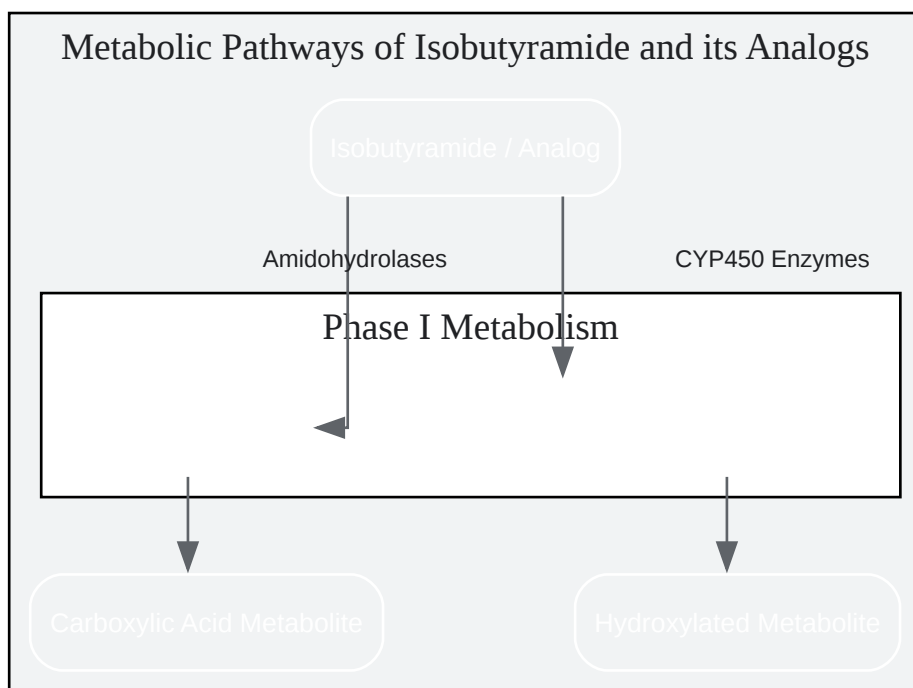 Metabolic Pathways of Isobutyramide and its Analogs
Isobutyramide / Analog
Amidohydrolases
CYP450 Enzymes
Phase I Metabolism
Carboxylic Acid Metabolite
Hydroxylated Metabolite